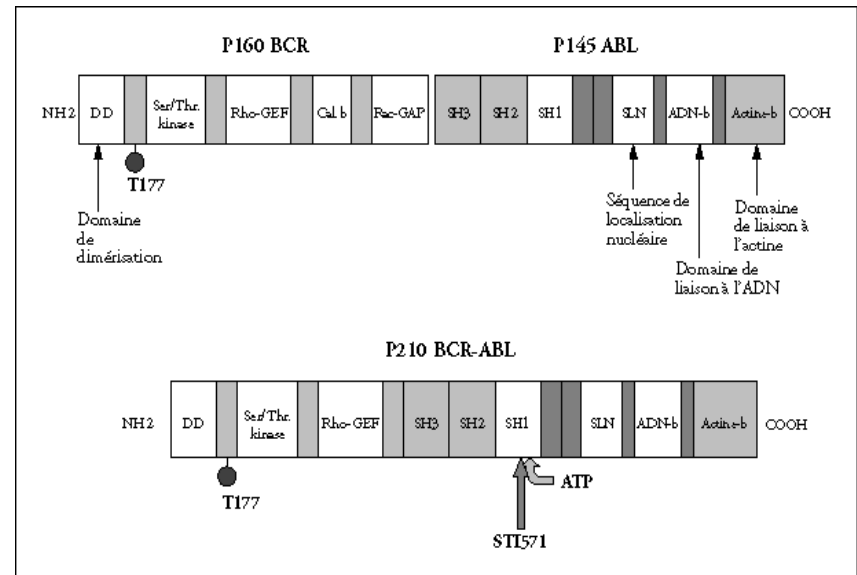 P160 BCR
P145 ABL
NH2
DD
Ser/Thr.
kinase
Rho-GEF
Cal b
Rac-GAP
SH3
SH2
SH1
SLN
ADN-b
Actine-b
COOH
T177
Domaine
de
dimérisation
Séquence de
localisation
nucléaire
Domaine
de liaison à
l'actine
Domaine de
liaison à l'ADN
P210 BCR-ABL
NH2
DD
Ser/Thr.
kinase
Rho-GEF
SH3
SH2
SH1
SLN
ADN-b
Actine-b
COOH
T177
ATP
STI571